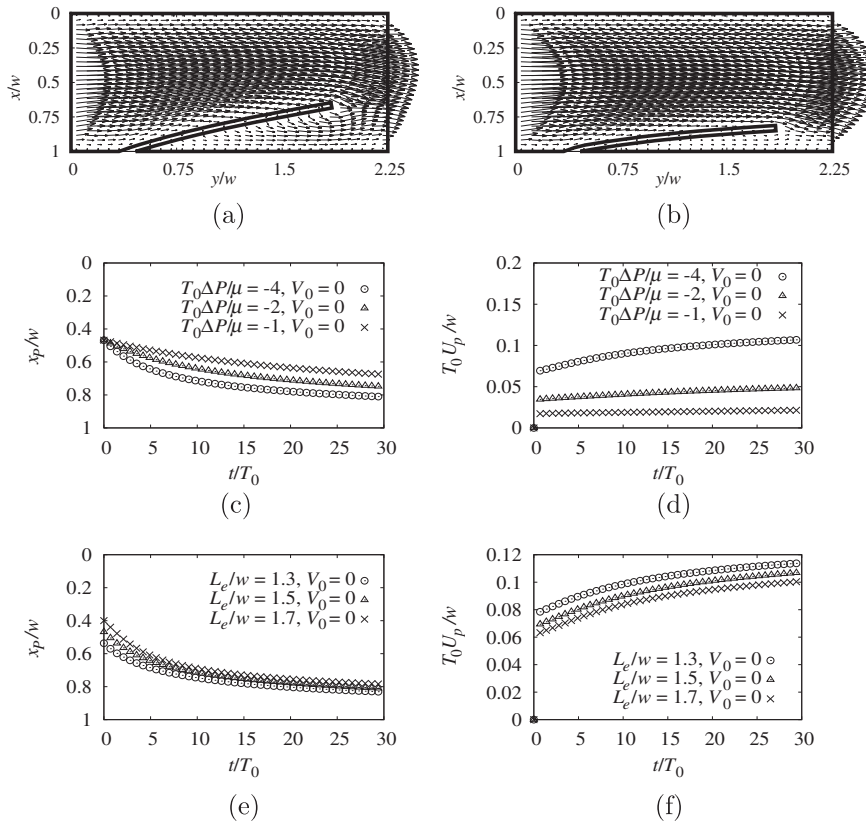 0
0.25
0.5
0.75
1
x/w
0 0.75 1.5 2.25
y/w
(a)
0
0.25
0.5
0.75
1
x/w
0 0.75 1.5 2.25
y/w
(b)
0
0.2
0.4
0.6
0.8
1
x_P/w
T_0ΔP/μ = -4, V_0 = 0
T_0ΔP/μ = -2, V_0 = 0
T_0ΔP/μ = -1, V_0 = 0
0 5 10 15 20 25 30
t/T_0
(c)
0.2
0.15
0.1
0.05
0
T_0 U_p/w
T_0ΔP/μ = -4, V_0 = 0
T_0ΔP/μ = -2, V_0 = 0
T_0ΔP/μ = -1, V_0 = 0
0 5 10 15 20 25 30
t/T_0
(d)
0
0.2
0.4
0.6
0.8
1
x_P/w
L_e/w = 1.3, V_0 = 0
L_e/w = 1.5, V_0 = 0
L_e/w = 1.7, V_0 = 0
0 5 10 15 20 25 30
t/T_0
(e)
0.12
0.1
0.08
0.06
0.04
0.02
0
T_0 U_p/w
L_e/w = 1.3, V_0 = 0
L_e/w = 1.5, V_0 = 0
L_e/w = 1.7, V_0 = 0
0 5 10 15 20 25 30
t/T_0
(f)